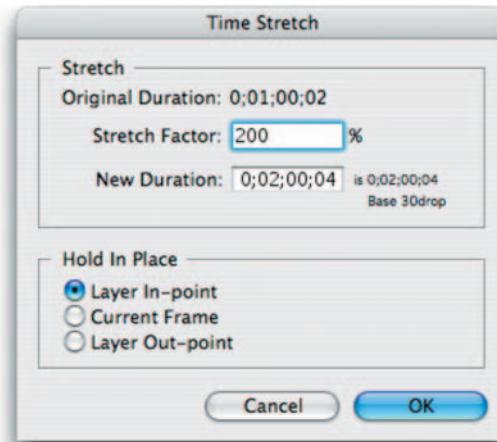 Time Stretch
Stretch
Original Duration: 0;01;00;02
Stretch Factor: 200 %
New Duration: 0;02;00;04 is 0;02;00;04
Base 30drop
Hold In Place
Layer In-point
Current Frame
Layer Out-point
Cancel OK